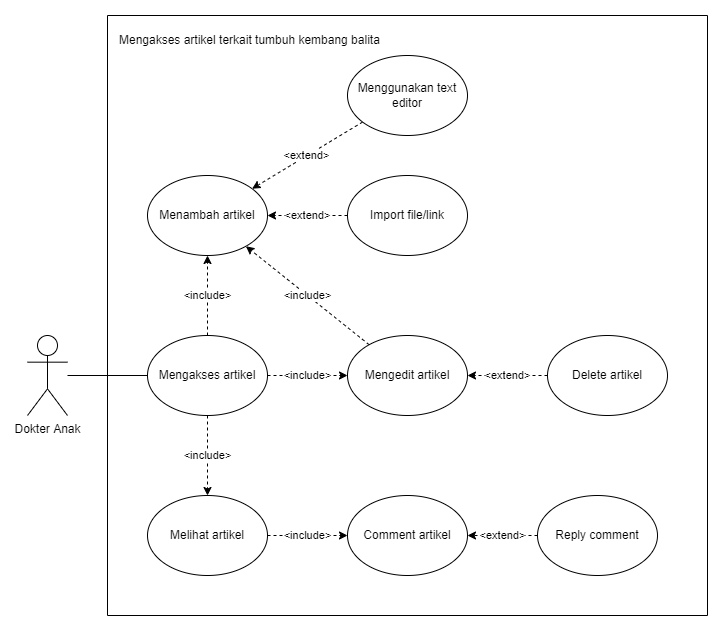 Mengakses artikel terkait tumbuh kembang balita
Menggunakan text
editor
<extend>
Menambah artikel
<extend>
Import file/link
<include>
<include>
Mengakses artikel
<include>
Mengedit artikel
<extend>
Delete artikel
Dokter Anak
<include>
Melihat artikel
<include>
Comment artikel
<extend>
Reply comment